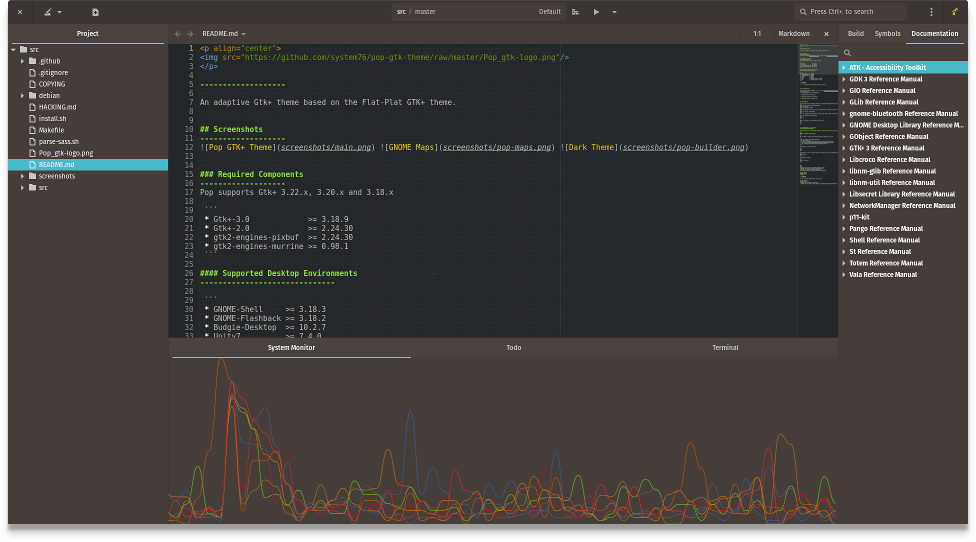 src / master
Default
Press Ctrl+. to search
Project
README.md
1:1
Markdown
Build
Symbols
Documentation
src
.github
.gitignore
COPYING
debian
HACKING.md
install.sh
Makefile
parse-sass.sh
Pop_gtk-logo.png
README.md
screenshots
src
1 <p align="center">
2 <img src="https://github.com/system76/pop-gtk-theme/raw/master/Pop_gtk-logo.png"/>
3 </p>
4
5 -------------------
6
7 An adaptive Gtk+ theme based on the Flat-Plat GTK+ theme.
8
9
10 ## Screenshots
11 -------------------
12 ![Pop GTK+ Theme](screenshots/main.png) ![GNOME Maps](screenshots/pop-maps.png) ![Dark Theme](screenshots/pop-builder.png)
13
14
15 ### Required Components
16 -------------------
17 Pop supports Gtk+ 3.22.x, 3.20.x and 3.18.x
18
19 ```
20 * Gtk+-3.0 >= 3.18.9
21 * Gtk+-2.0 >= 2.24.30
22 * gtk2-engines-pixbuf >= 2.24.30
23 * gtk2-engines-murrine >= 0.98.1
24 ```
25
26 #### Supported Desktop Environments
27 ------------------------------
28
29 ```
30 * GNOME-Shell >= 3.18.3
31 * GNOME-Flashback >= 3.18.2
32 * Budgie-Desktop >= 10.2.7
33 * Unity7 >= 7.4.0
ATK - Accessibility Toolkit
GDK 3 Reference Manual
GIO Reference Manual
GLib Reference Manual
gnome-bluetooth Reference Manual
GNOME Desktop Library Reference M...
GObject Reference Manual
GTK+ 3 Reference Manual
Libcroco Reference Manual
libnm-glib Reference Manual
libnm-util Reference Manual
Libsecret Library Reference Manual
NetworkManager Reference Manual
p11-kit
Pango Reference Manual
Shell Reference Manual
St Reference Manual
Totem Reference Manual
Vala Reference Manual
System Monitor
Todo
Terminal